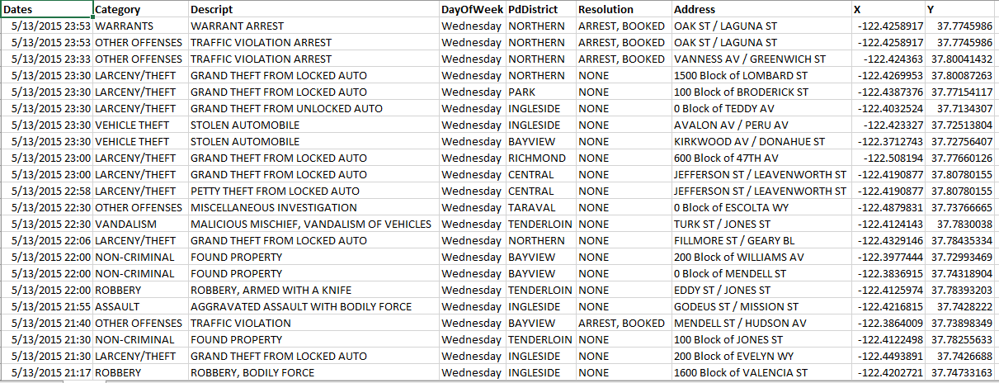 Dates Category Descript DayOfWeek PdDistrict Resolution Address X Y
5/13/2015 23:53 WARRANTS WARRANT ARREST Wednesday NORTHERN ARREST, BOOKED OAK ST / LAGUNA ST -122.4258917 37.7745986
5/13/2015 23:53 OTHER OFFENSES TRAFFIC VIOLATION ARREST Wednesday NORTHERN ARREST, BOOKED OAK ST / LAGUNA ST -122.4258917 37.7745986
5/13/2015 23:33 OTHER OFFENSES TRAFFIC VIOLATION ARREST Wednesday NORTHERN ARREST, BOOKED VANNESS AV / GREENWICH ST -122.424363 37.80041432
5/13/2015 23:30 LARCENY/THEFT GRAND THEFT FROM LOCKED AUTO Wednesday NORTHERN NONE 1500 Block of LOMBARD ST -122.4269953 37.80087263
5/13/2015 23:30 LARCENY/THEFT GRAND THEFT FROM LOCKED AUTO Wednesday PARK NONE 100 Block of BRODERICK ST -122.4387376 37.77154117
5/13/2015 23:30 LARCENY/THEFT GRAND THEFT FROM UNLOCKED AUTO Wednesday INGLESIDE NONE 0 Block of TEDDY AV -122.4032524 37.7134307
5/13/2015 23:30 VEHICLE THEFT STOLEN AUTOMOBILE Wednesday INGLESIDE NONE AVALON AV / PERU AV -122.423327 37.72513804
5/13/2015 23:30 VEHICLE THEFT STOLEN AUTOMOBILE Wednesday BAYVIEW NONE KIRKWOOD AV / DONAHUE ST -122.3712743 37.72756407
5/13/2015 23:00 LARCENY/THEFT GRAND THEFT FROM LOCKED AUTO Wednesday RICHMOND NONE 600 Block of 47TH AV -122.508194 37.77660126
5/13/2015 23:00 LARCENY/THEFT GRAND THEFT FROM LOCKED AUTO Wednesday CENTRAL NONE JEFFERSON ST / LEAVENWORTH ST -122.4190877 37.80780155
5/13/2015 22:58 LARCENY/THEFT PETTY THEFT FROM LOCKED AUTO Wednesday CENTRAL NONE JEFFERSON ST / LEAVENWORTH ST -122.4190877 37.80780155
5/13/2015 22:30 OTHER OFFENSES MISCELLANEOUS INVESTIGATION Wednesday TARAVAL NONE 0 Block of ESCOLTA WY -122.4879831 37.73766665
5/13/2015 22:30 VANDALISM MALICIOUS MISCHIEF, VANDALISM OF VEHICLES Wednesday TENDERLOIN NONE TURK ST / JONES ST -122.4124143 37.7830038
5/13/2015 22:06 LARCENY/THEFT GRAND THEFT FROM LOCKED AUTO Wednesday NORTHERN NONE FILLMORE ST / GEARY BL -122.4329146 37.78435334
5/13/2015 22:00 NON-CRIMINAL FOUND PROPERTY Wednesday BAYVIEW NONE 200 Block of WILLIAMS AV -122.3977444 37.72993469
5/13/2015 22:00 NON-CRIMINAL FOUND PROPERTY Wednesday BAYVIEW NONE 0 Block of MENDELL ST -122.3836915 37.74318904
5/13/2015 22:00 ROBBERY ROBBERY, ARMED WITH A KNIFE Wednesday TENDERLOIN NONE EDDY ST / JONES ST -122.4125974 37.78393203
5/13/2015 21:55 ASSAULT AGGRAVATED ASSAULT WITH BODILY FORCE Wednesday INGLESIDE NONE GODEUS ST / MISSION ST -122.4216815 37.7428222
5/13/2015 21:40 OTHER OFFENSES TRAFFIC VIOLATION Wednesday BAYVIEW ARREST, BOOKED MENDELL ST / HUDSON AV -122.3864009 37.73898349
5/13/2015 21:30 NON-CRIMINAL FOUND PROPERTY Wednesday TENDERLOIN NONE 100 Block of JONES ST -122.4122498 37.78255633
5/13/2015 21:30 LARCENY/THEFT GRAND THEFT FROM LOCKED AUTO Wednesday INGLESIDE NONE 200 Block of EVELYN WY -122.4493891 37.7426688
5/13/2015 21:17 ROBBERY ROBBERY, BODILY FORCE Wednesday INGLESIDE NONE 1600 Block of VALENCIA ST -122.4202721 37.74733163